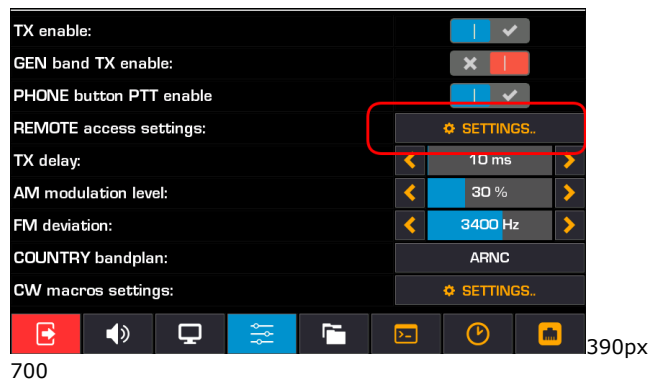 TX enable:
GEN band TX enable:
PHONE button PTT enable
REMOTE access settings: SETTINGS..
TX delay: 10 ms
AM modulation level: 30 %
FM deviation: 3400 Hz
COUNTRY bandplan: ARNC
CW macros setting: SETTINGS..
390px
700